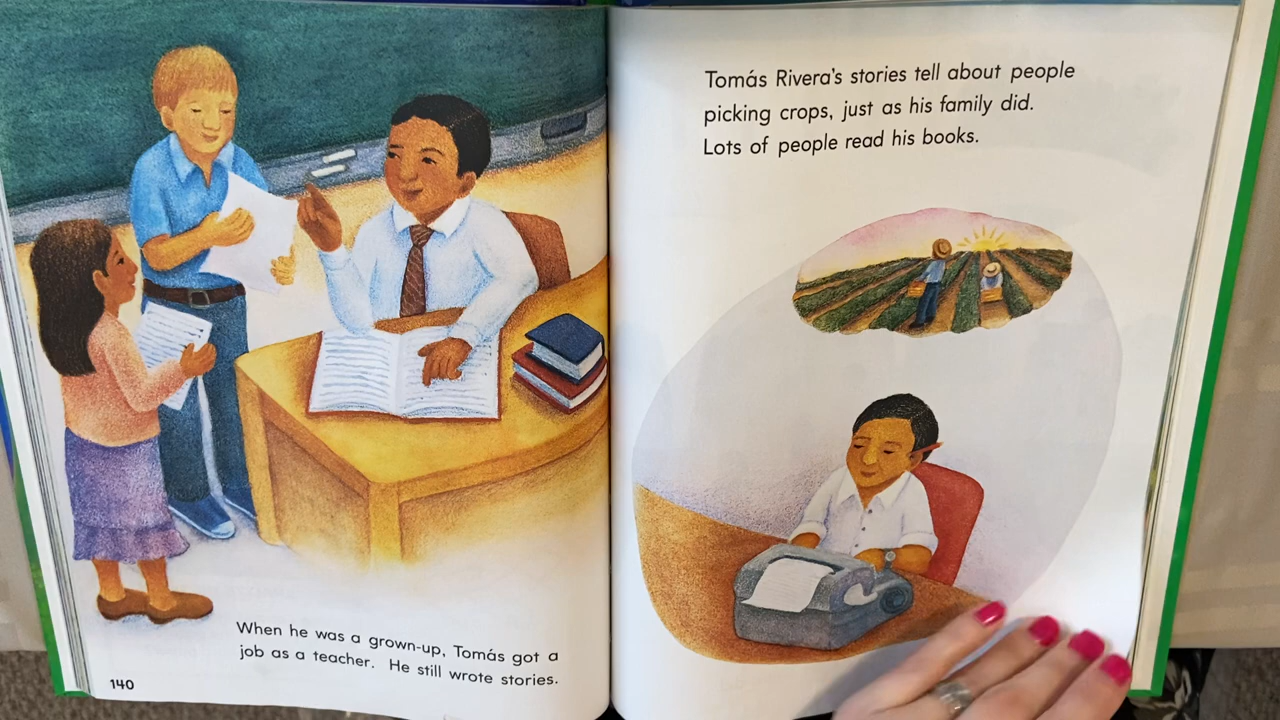 When he was a grown-up, Tomás got a
job as a teacher. He still wrote stories.
140
Tomás Rivera's stories tell about people
picking crops, just as his family did.
Lots of people read his books.